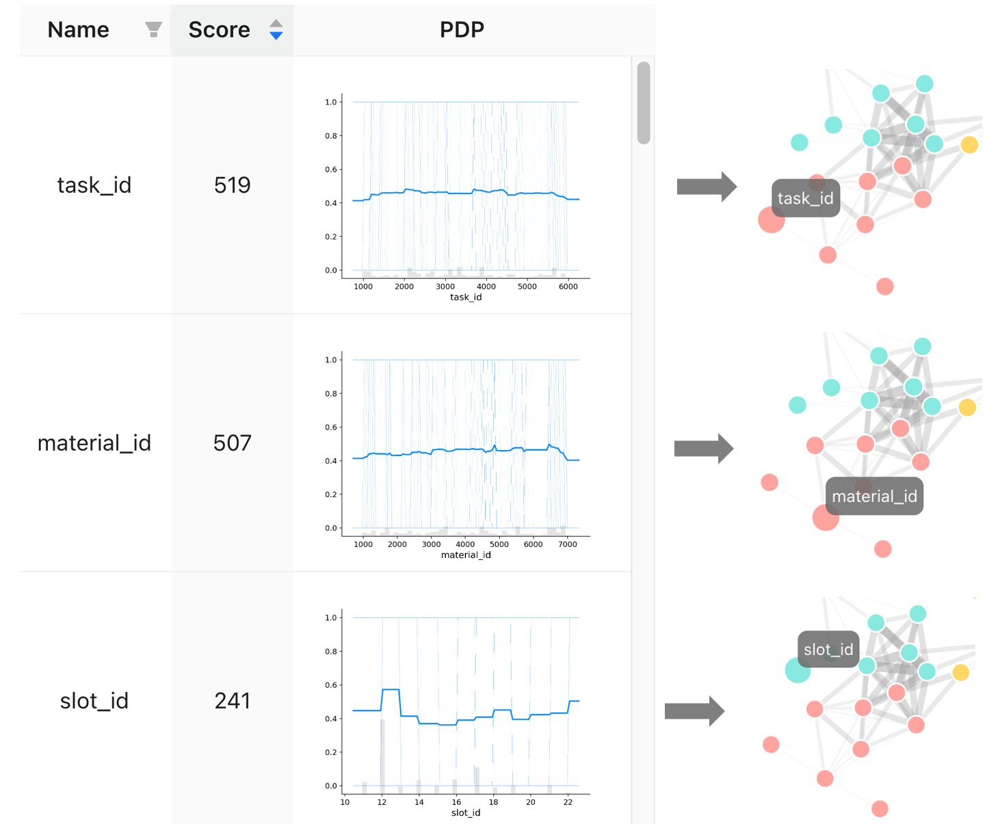 Name Score PDP
task_id 519
1.0
0.8
0.6
0.4
0.2
0.0
1000 2000 3000 4000 5000 6000
task_id
task_id
material_id 507
1.0
0.8
0.6
0.4
0.2
0.0
1000 2000 3000 4000 5000 6000 7000
material_id
material_id
slot_id 241
1.0
0.8
0.6
0.4
0.2
0.0
10 12 14 16 18 20 22
slot_id
slot_id